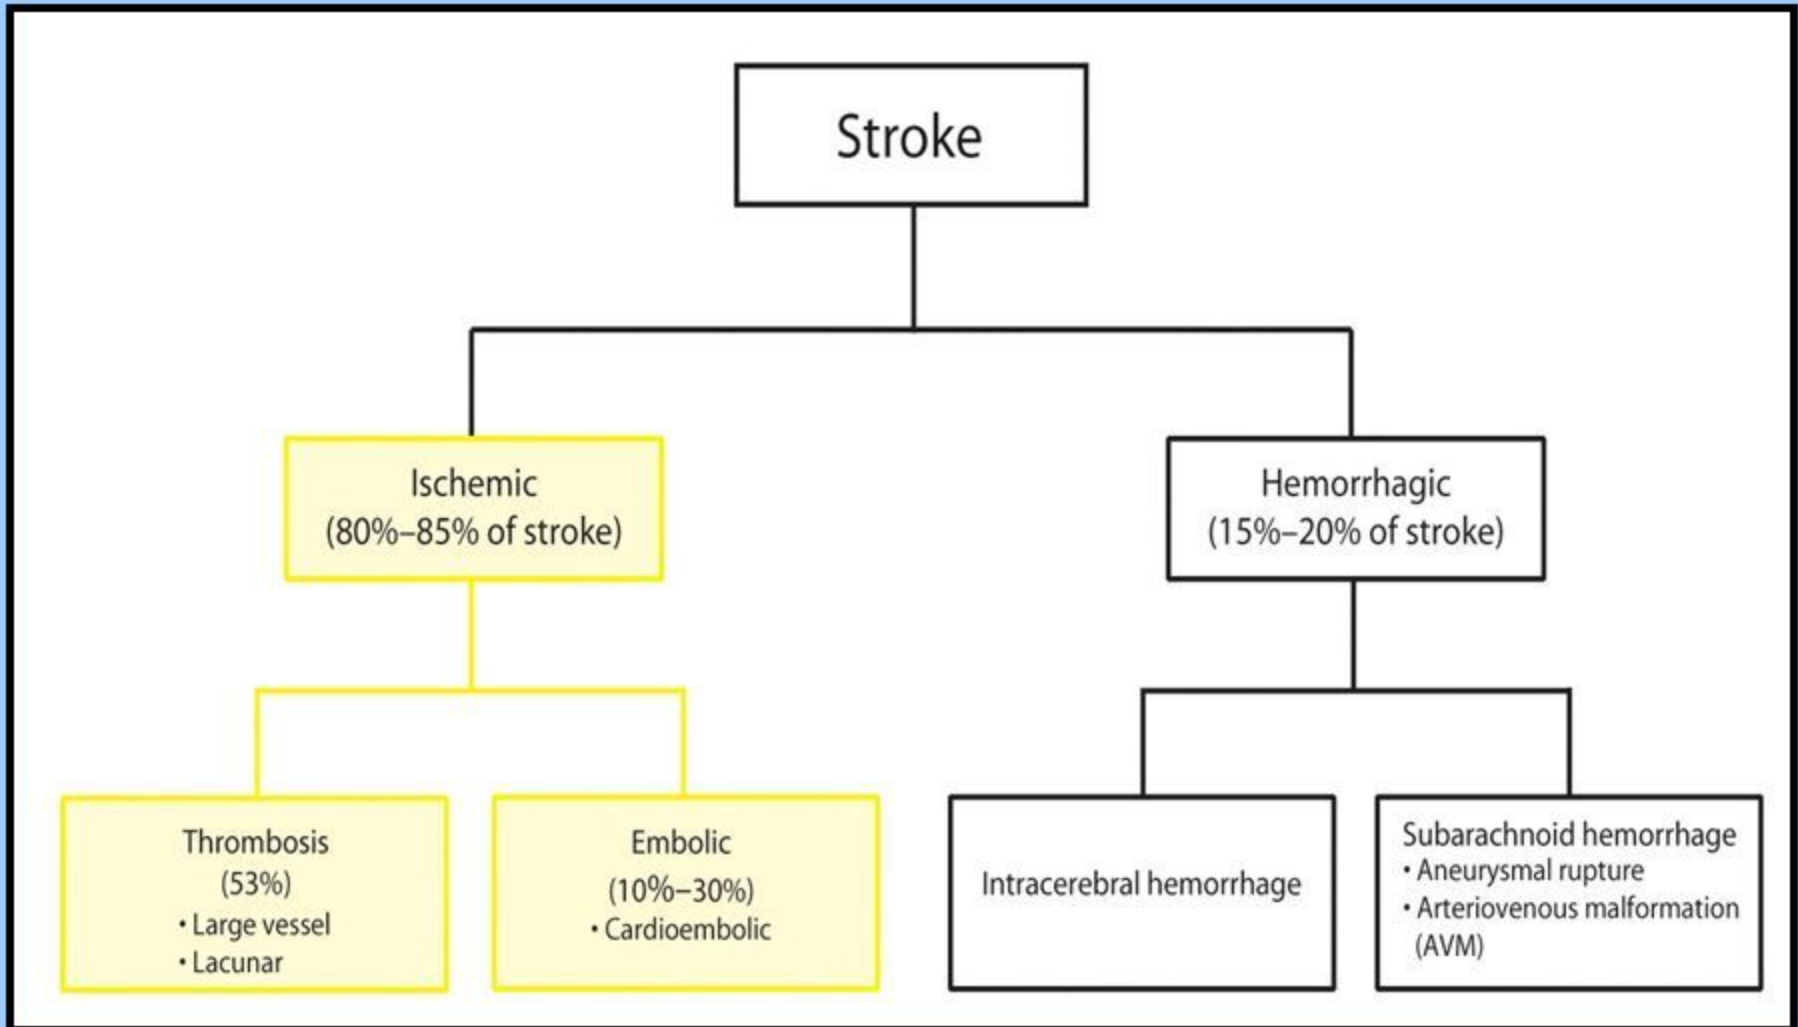 Stroke
Ischemic
(80%–85% of stroke)
Hemorrhagic
(15%–20% of stroke)
Thrombosis
(53%)
• Large vessel
• Lacunar
Embolic
(10%–30%)
• Cardioembolic
Intracerebral hemorrhage
Subarachnoid hemorrhage
• Aneurysmal rupture
• Arteriovenous malformation
(AVM)